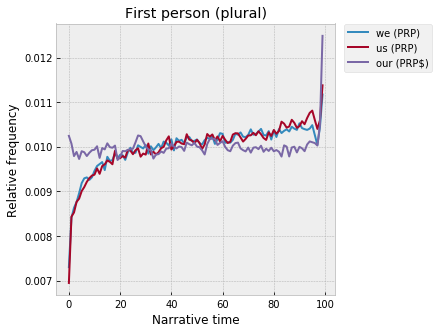 First person (plural)
we (PRP)
us (PRP)
our (PRP$)
0.012
0.011
0.010
0.009
0.008
0.007
Relative frequency
0 20 40 60 80 100
Narrative time